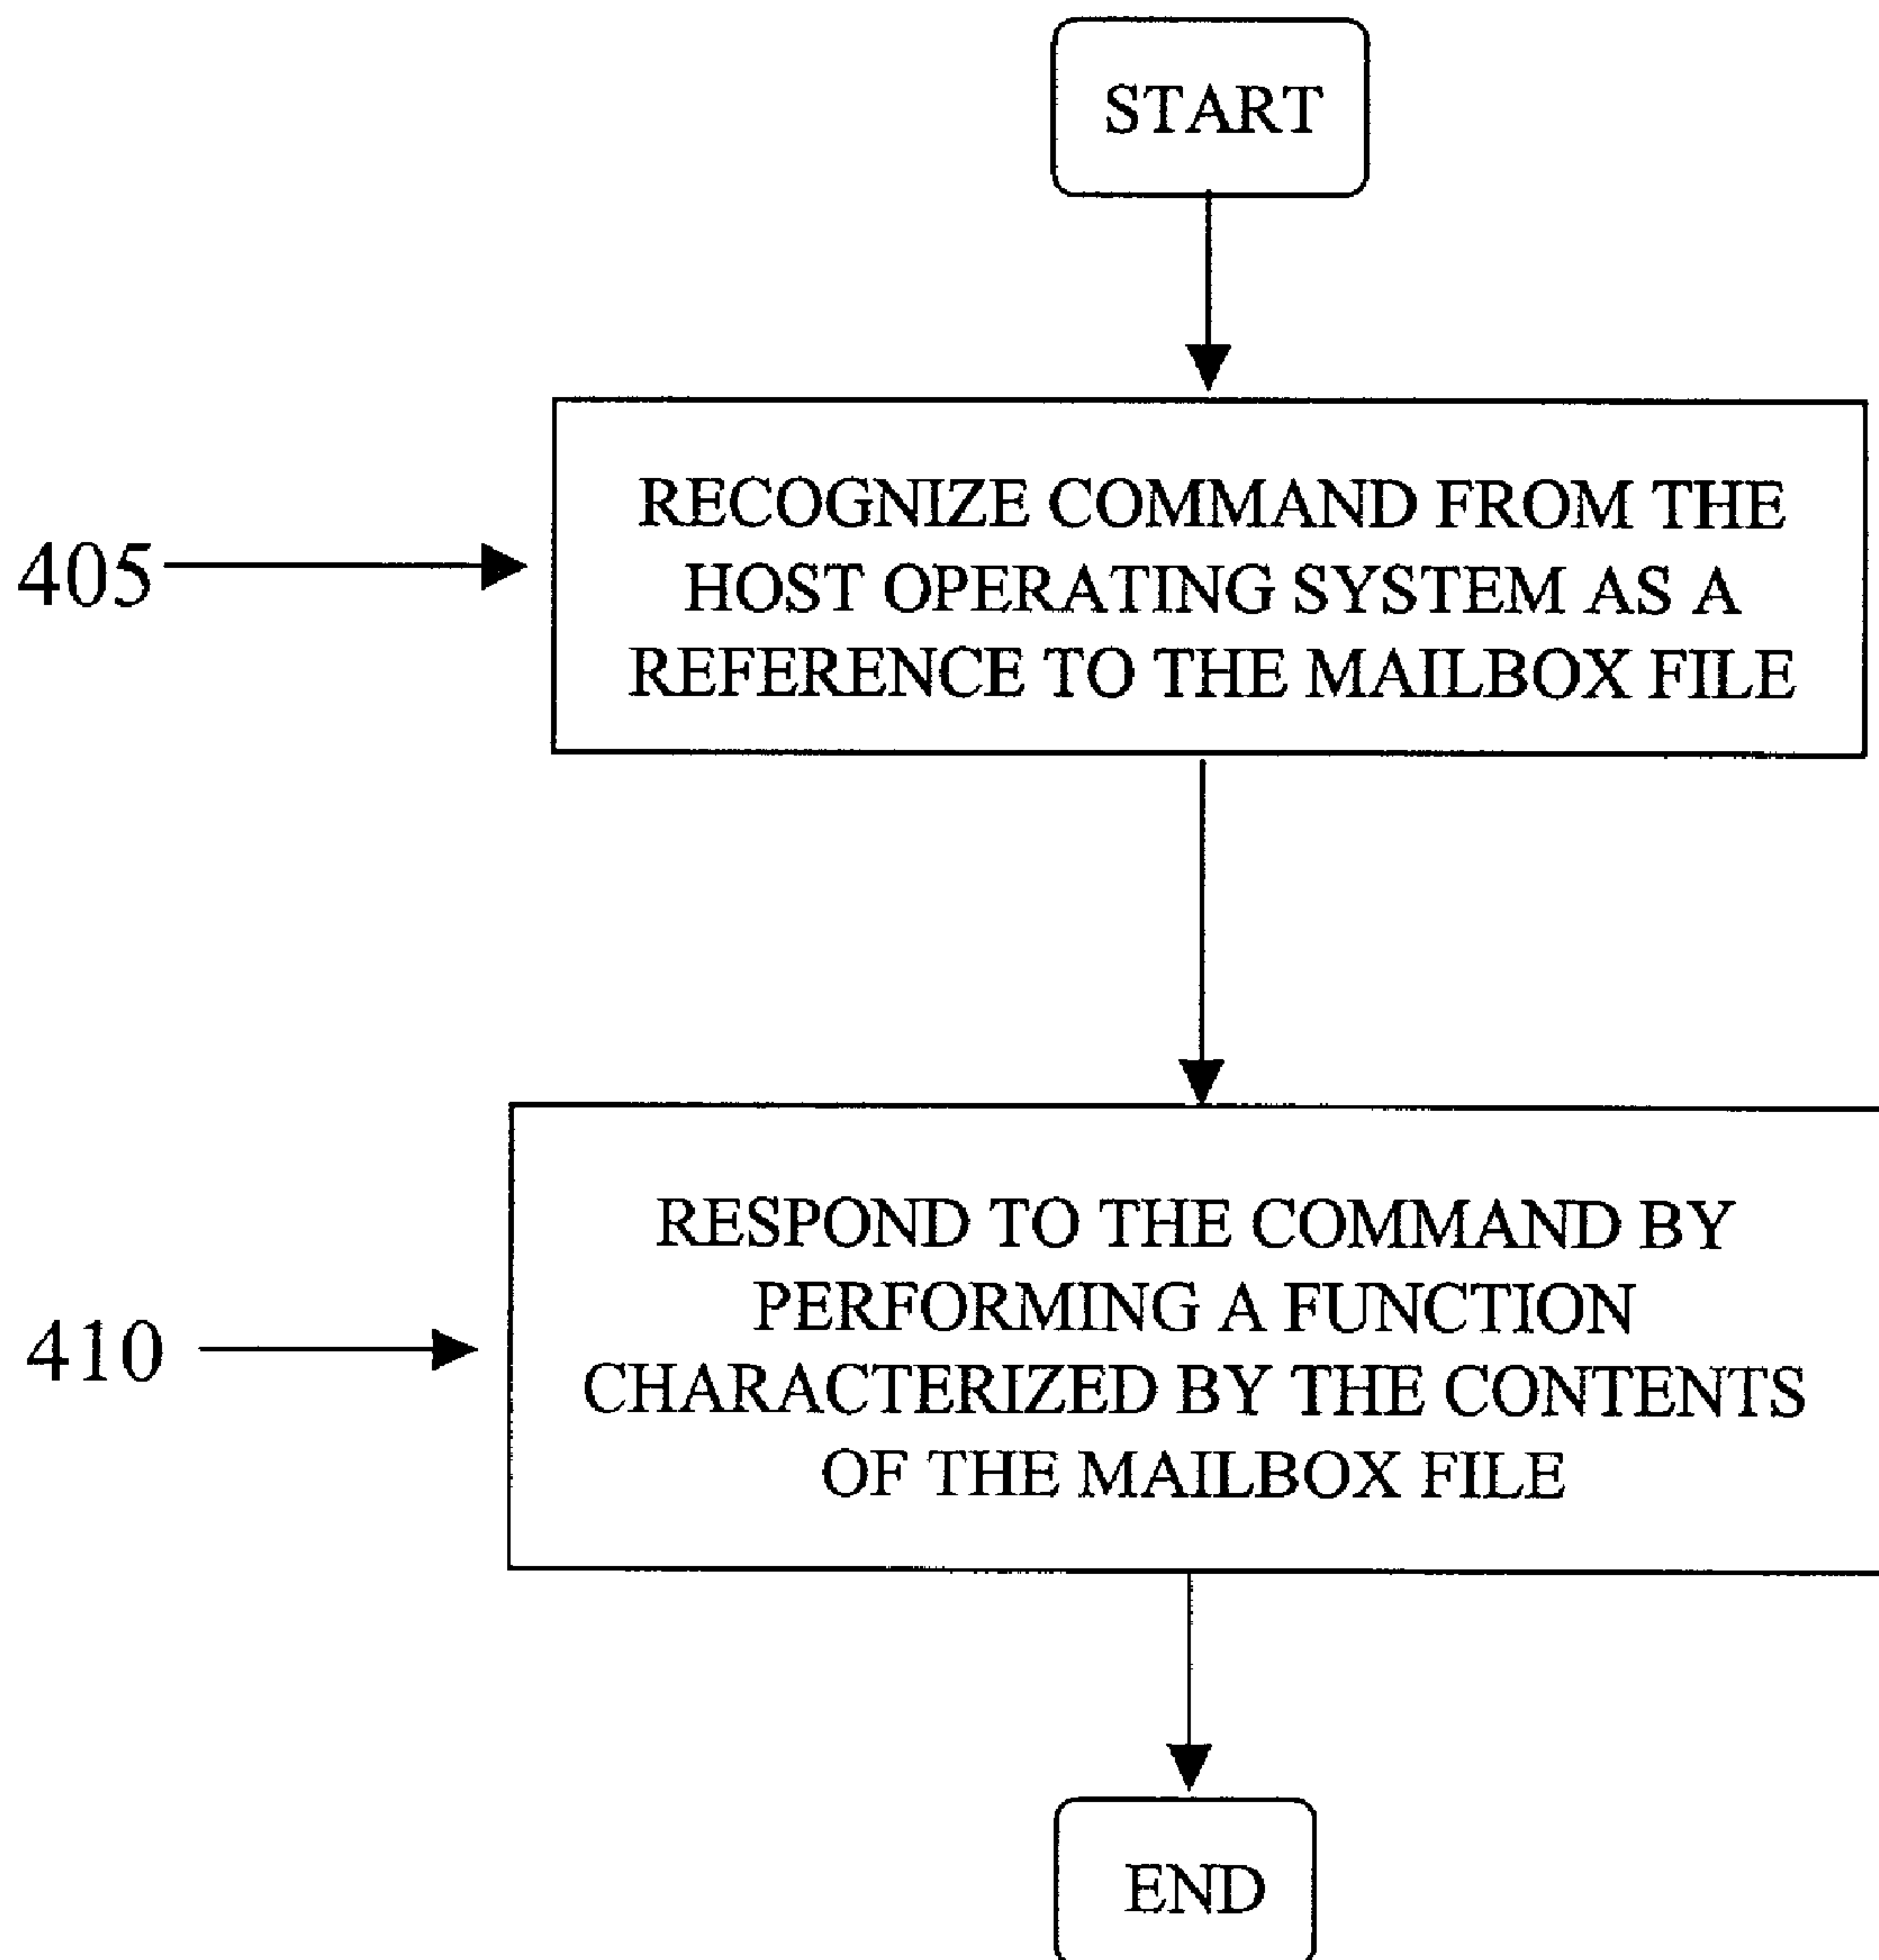 START
405
RECOGNIZE COMMAND FROM THE
HOST OPERATING SYSTEM AS A
REFERENCE TO THE MAILBOX FILE
410
RESPOND TO THE COMMAND BY
PERFORMING A FUNCTION
CHARACTERIZED BY THE CONTENTS
OF THE MAILBOX FILE
END